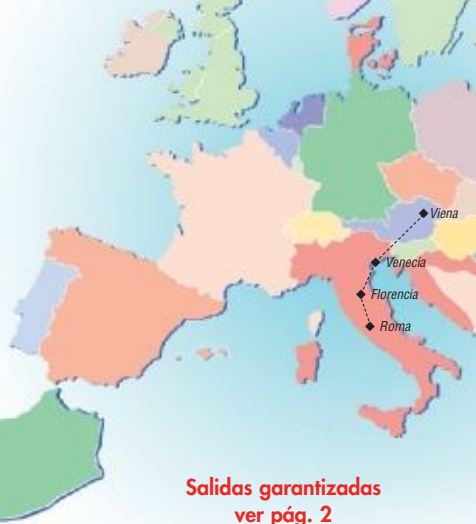 Viena
Venecia
Florencia
Roma
Salidas garantizadas
ver pág. 2